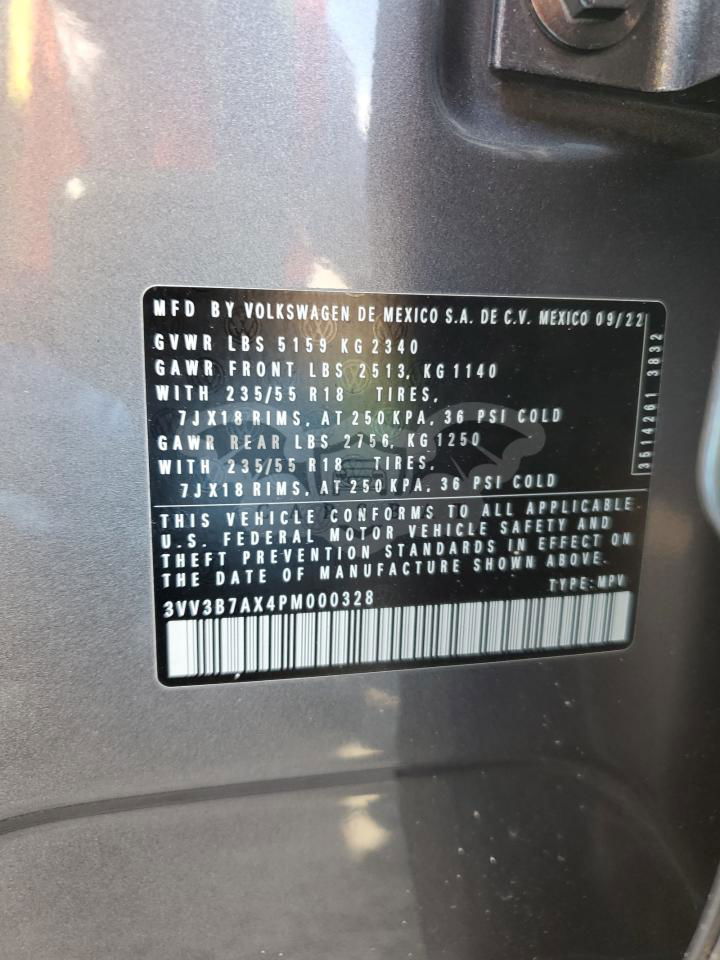 MFD BY VOLKSWAGEN DE MEXICO S.A. DE C.V. MEXICO 09/22
GVWR LBS 5159 KG 2340
GAWR FRONT LBS 2513, KG 1140
WITH 235/55 R18 TIRES,
7JX18 RIMS, AT 250 KPA, 36 PSI COLD
GAWR REAR LBS 2756, KG 1250
WITH 235/55 R18 TIRES,
7JX18 RIMS, AT 250 KPA, 36 PSI COLD
3514261 3832
THIS VEHICLE CONFORMS TO ALL APPLICABLE
U.S. FEDERAL MOTOR VEHICLE SAFETY AND
THEFT PREVENTION STANDARDS IN EFFECT ON
THE DATE OF MANUFACTURE SHOWN ABOVE.
TYPE: MPV
3VV3B7AX4PM000328